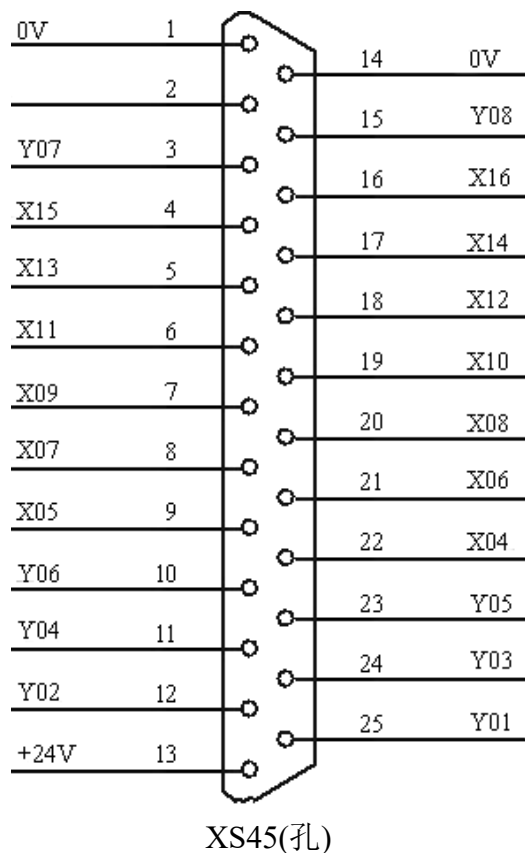 0V 1
14 0V
2
15 Y08
Y07 3
16 X16
X15 4
17 X14
X13 5
18 X12
X11 6
19 X10
X09 7
20 X08
X07 8
21 X06
X05 9
22 X04
Y06 10
23 Y05
Y04 11
24 Y03
Y02 12
25 Y01
+24V 13
XS45(孔)